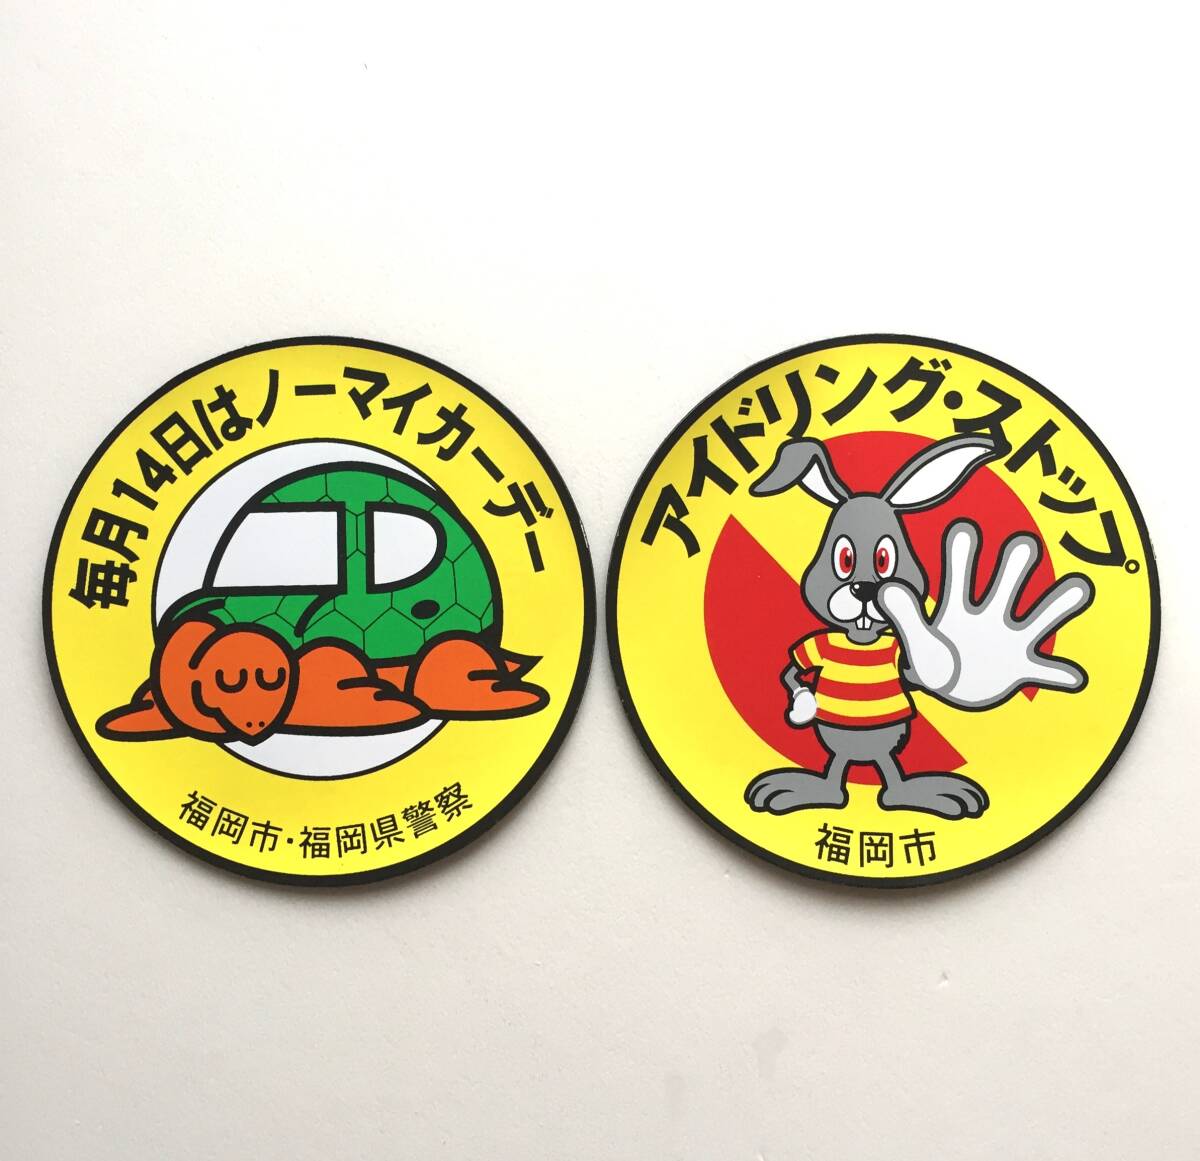 毎月14日はノーマイカーデー
福岡市・福岡県警察
アイドリング・ストップ。
福岡市